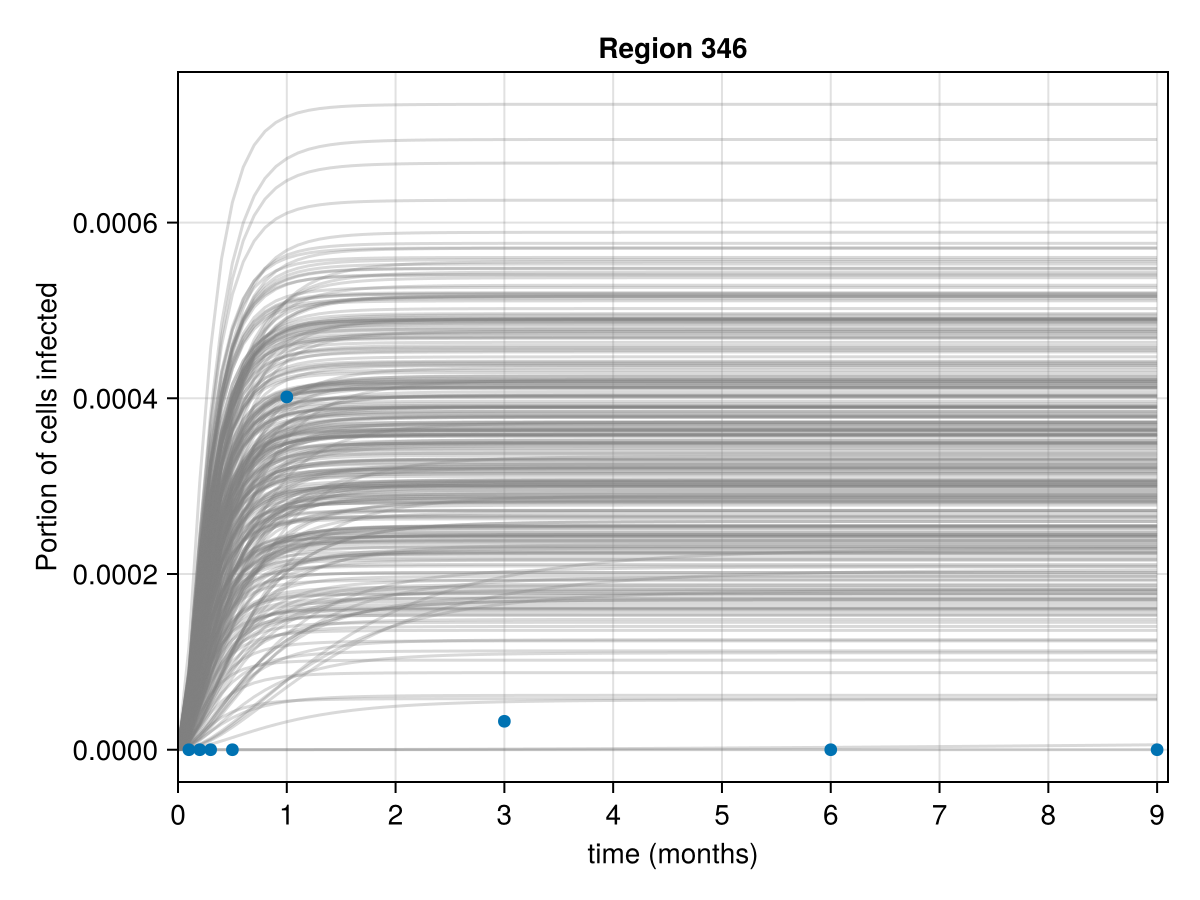 Region 346
Portion of cells infected
0.0006
0.0004
0.0002
0.0000
0 1 2 3 4 5 6 7 8 9
time (months)